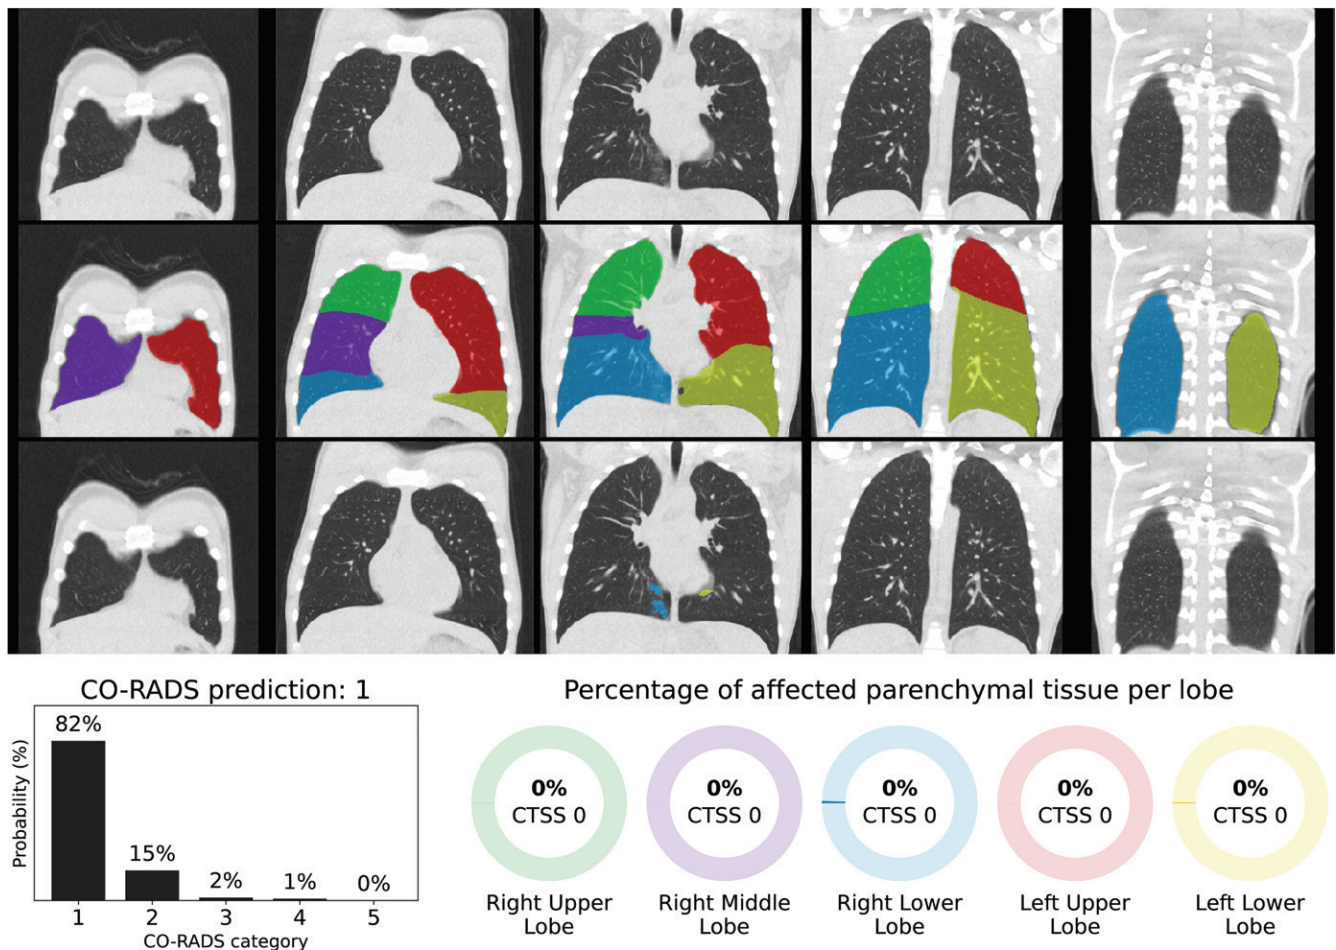 CO-RADS prediction: 1
Probability (%)
82%
15%
2%
1%
0%
1 2 3 4 5
CO-RADS category
Percentage of affected parenchymal tissue per lobe
0%
CTSS 0
Right Upper
Lobe
0%
CTSS 0
Right Middle
Lobe
0%
CTSS 0
Right Lower
Lobe
0%
CTSS 0
Left Upper
Lobe
0%
CTSS 0
Left Lower
Lobe